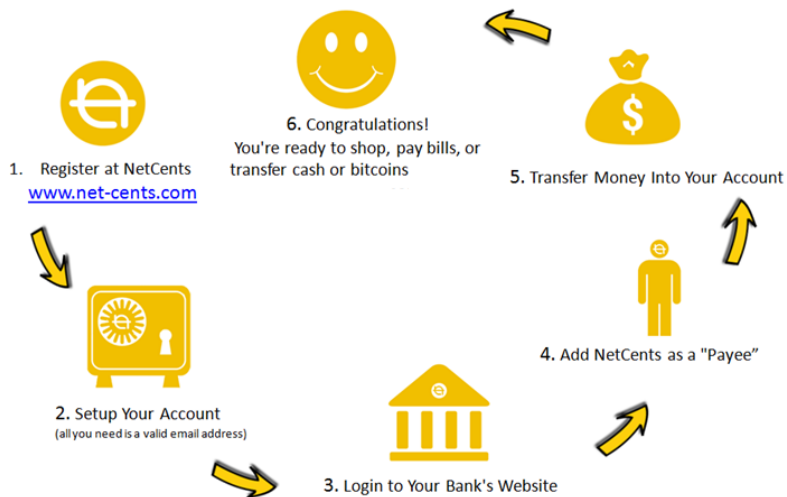 1. Register at NetCents
www.net-cents.com
2. Setup Your Account
(all you need is a valid email address)
3. Login to Your Bank's Website
4. Add NetCents as a "Payee”
$
5. Transfer Money Into Your Account
6. Congratulations!
You're ready to shop, pay bills, or
transfer cash or bitcoins